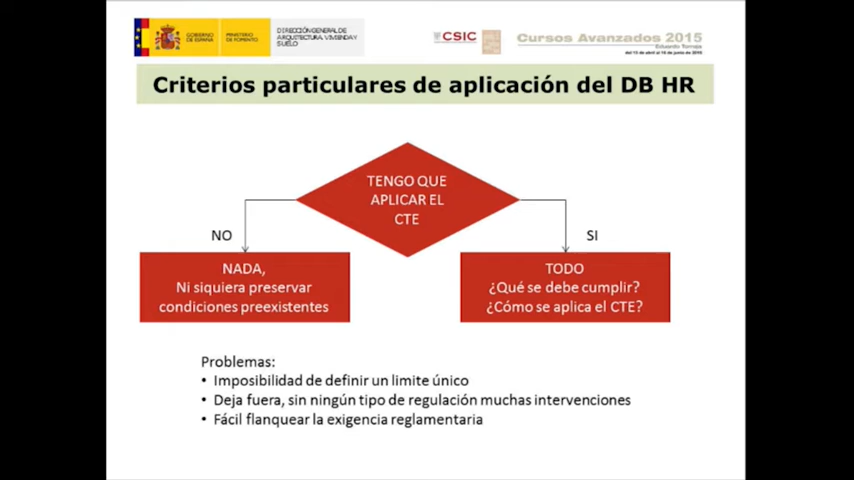 GOBIERNO
DE ESPAÑA
MINISTERIO
DE FOMENTO
DIRECCIÓN GENERAL DE
ARQUITECTURA, VIVIENDA Y
SUELO
CSIC
Cursos Avanzados 2015
Eduardo Torroja
del 15 de abril al 16 de junio de 2015
Criterios particulares de aplicación del DB HR
TENGO QUE
APLICAR EL
CTE
NO
SI
NADA,
Ni siquiera preservar
condiciones preexistentes
TODO
¿Qué se debe cumplir?
¿Cómo se aplica el CTE?
Problemas:
• Imposibilidad de definir un limite único
• Deja fuera, sin ningún tipo de regulación muchas intervenciones
• Fácil flanquear la exigencia reglamentaria